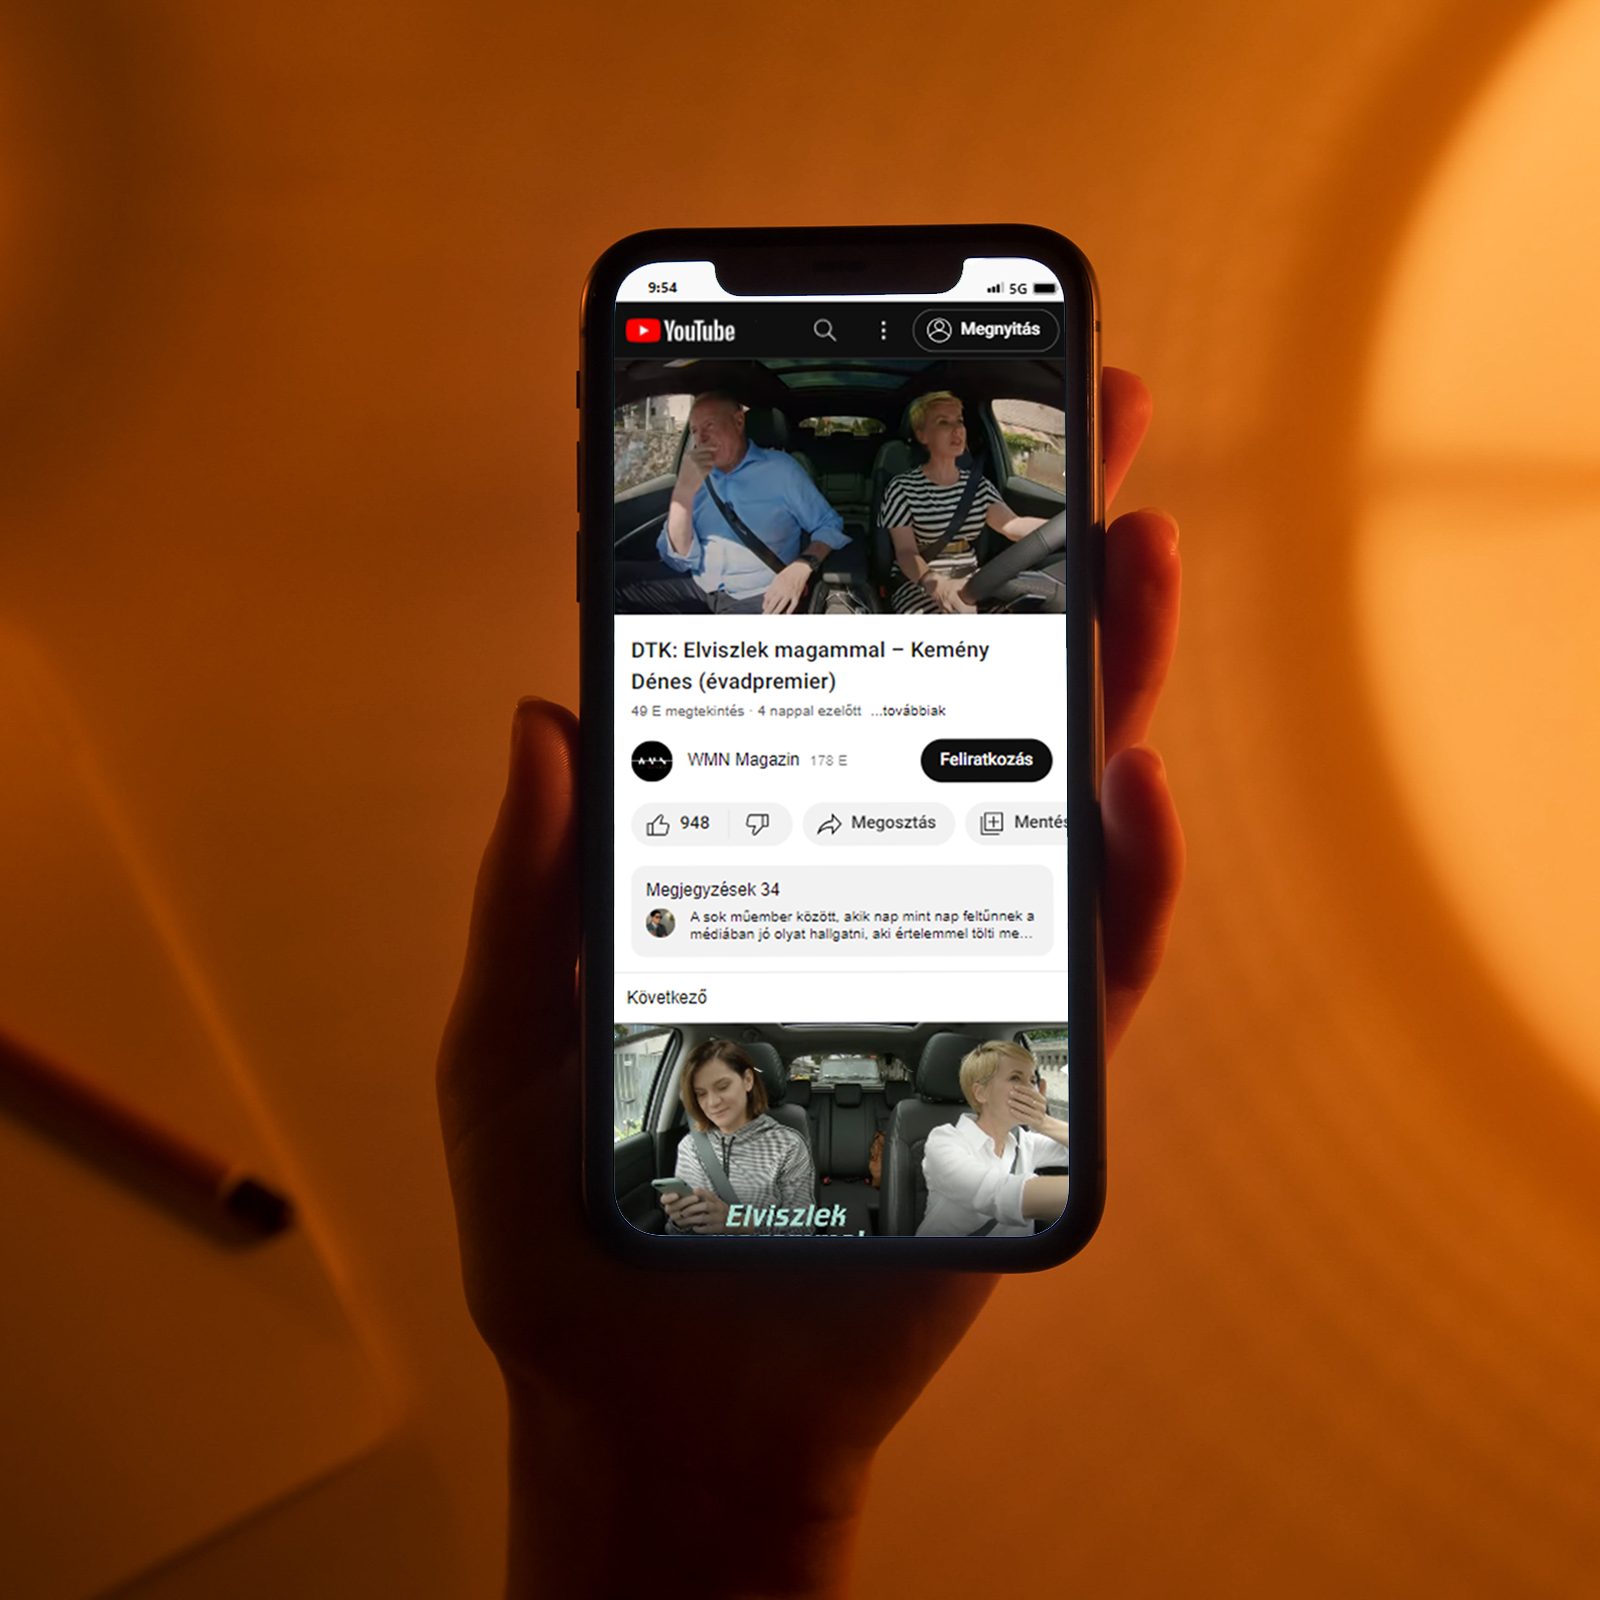 9:54
5G
YouTube
Megnyitás
DTK: Elviszlek magammal – Kemény
Dénes (évadpremier)
49 E megtekintés · 4 nappal ezelőtt ...továbbiak
WMN Magazin 178 E
Feliratkozás
948
Megosztás
Mentés
Megjegyzések 34
A sok műember között, akik nap mint nap feltűnnek a
médiában jó olyat hallgatni, aki értelemmel tölti me...
Következő
Elviszlek